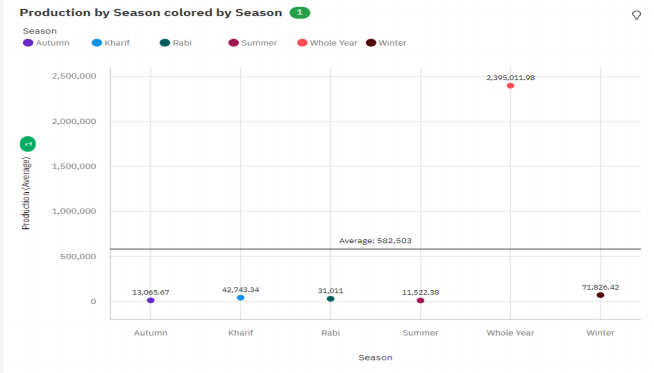 Production by Season colored by Season 1
Season
Autumn Kharif Rabi Summer Whole Year Winter
2,500,000
2,000,000
1,500,000
1,000,000
500,000
0
Production (Average)
2,395,011.98
Average: 582,503
13,065.67
42,743.34
31,011
11,522.38
71,826.42
Autumn Kharif Rabi Summer Whole Year Winter
Season